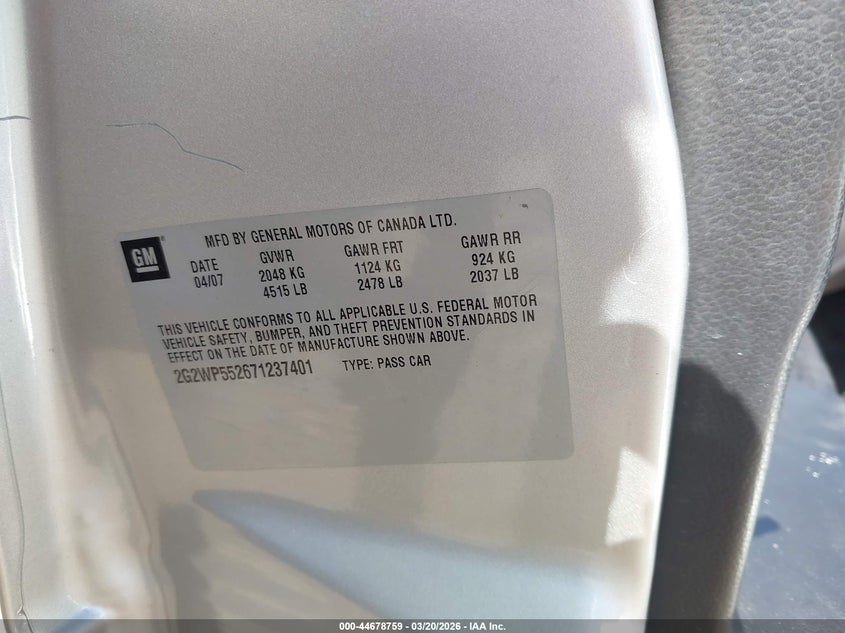 GM
MFD BY GENERAL MOTORS OF CANADA LTD.
DATE GVWR GAWR FRT GAWR RR
04/07 2048 KG 1124 KG 924 KG
4515 LB 2478 LB 2037 LB
THIS VEHICLE CONFORMS TO ALL APPLICABLE U.S. FEDERAL MOTOR
VEHICLE SAFETY, BUMPER, AND THEFT PREVENTION STANDARDS IN
EFFECT ON THE DATE OF MANUFACTURE SHOWN ABOVE.
2G2WP552671237401 TYPE: PASS CAR
000-44678759 - 03/20/2026 - IAA Inc.